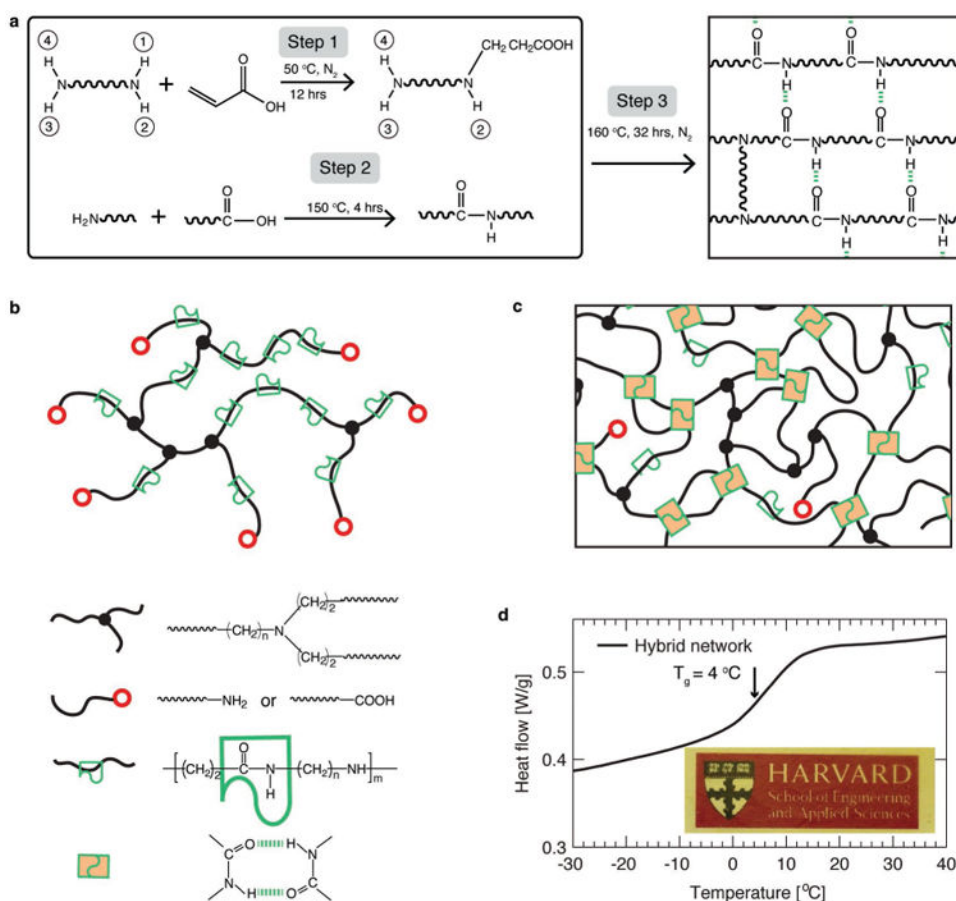 a
④ H ① H
N N
H ③ H ②
+
O
OH
Step 1
50 °C, N₂
12 hrs
④ H
CH₂CH₂COOH
N N
H ③ H ②
H₂N
+
O
C—OH
Step 2
150 °C, 4 hrs
O
C N
H
Step 3
160 °C, 32 hrs, N₂
O O
C N C N
H H
O O
N C N C N
H H
O O
N C N C N
H H
b
c
(CH₂)₂
(CH₂)n N
(CH₂)₂
NH₂ or COOH
O
[(CH₂)₂ C N (CH₂)n NH]m
H
C O H N
N H O C
d
Hybrid network
Tg = 4 °C
Heat flow [W/g]
0.5
0.4
0.3
HARVARD
School of Engineering
and Applied Sciences
-30 -20 -10 0 10 20 30 40
Temperature [°C]